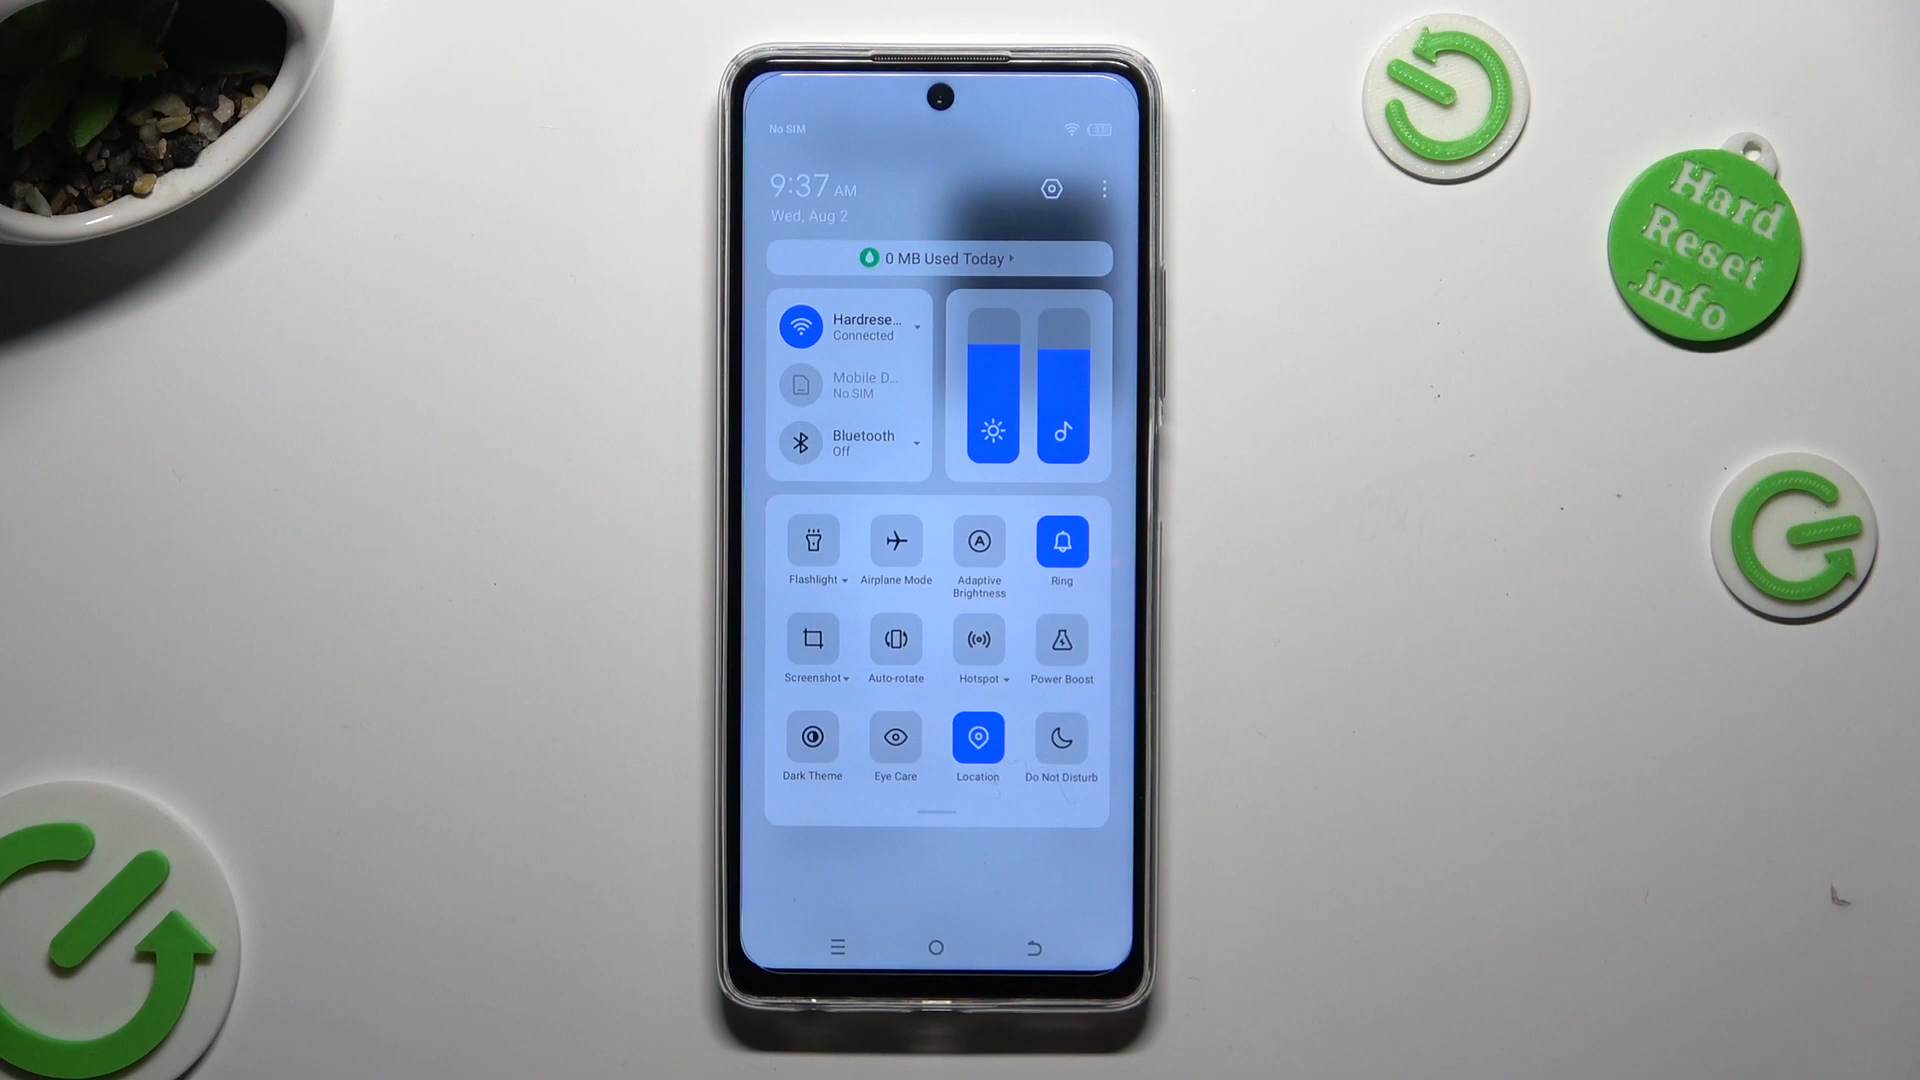 No SIM
9:37 AM
Wed, Aug 2
0 MB Used Today
Hardrese...
Connected
Mobile D...
No SIM
Bluetooth
Off
Flashlight
Airplane Mode
Adaptive
Brightness
Ring
Screenshot
Auto-rotate
Hotspot
Power Boost
Dark Theme
Eye Care
Location
Do Not Disturb
Hard
Reset
.info